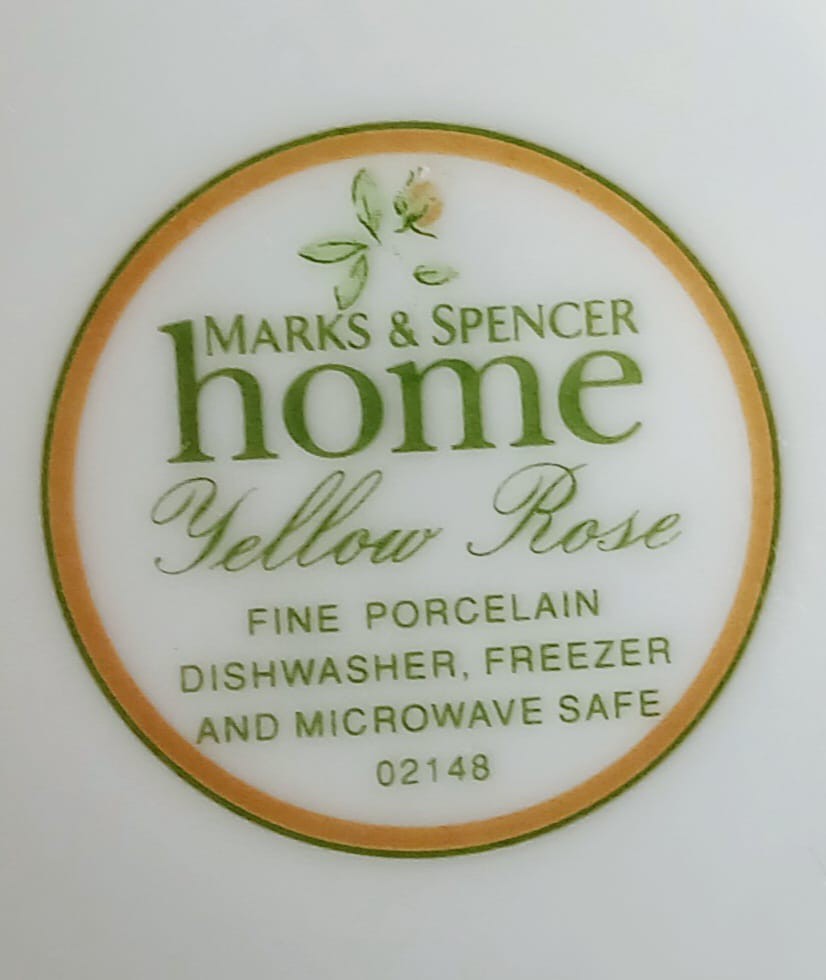 MARKS & SPENCER
home
Yellow Rose
FINE PORCELAIN
DISHWASHER, FREEZER
AND MICROWAVE SAFE
02148